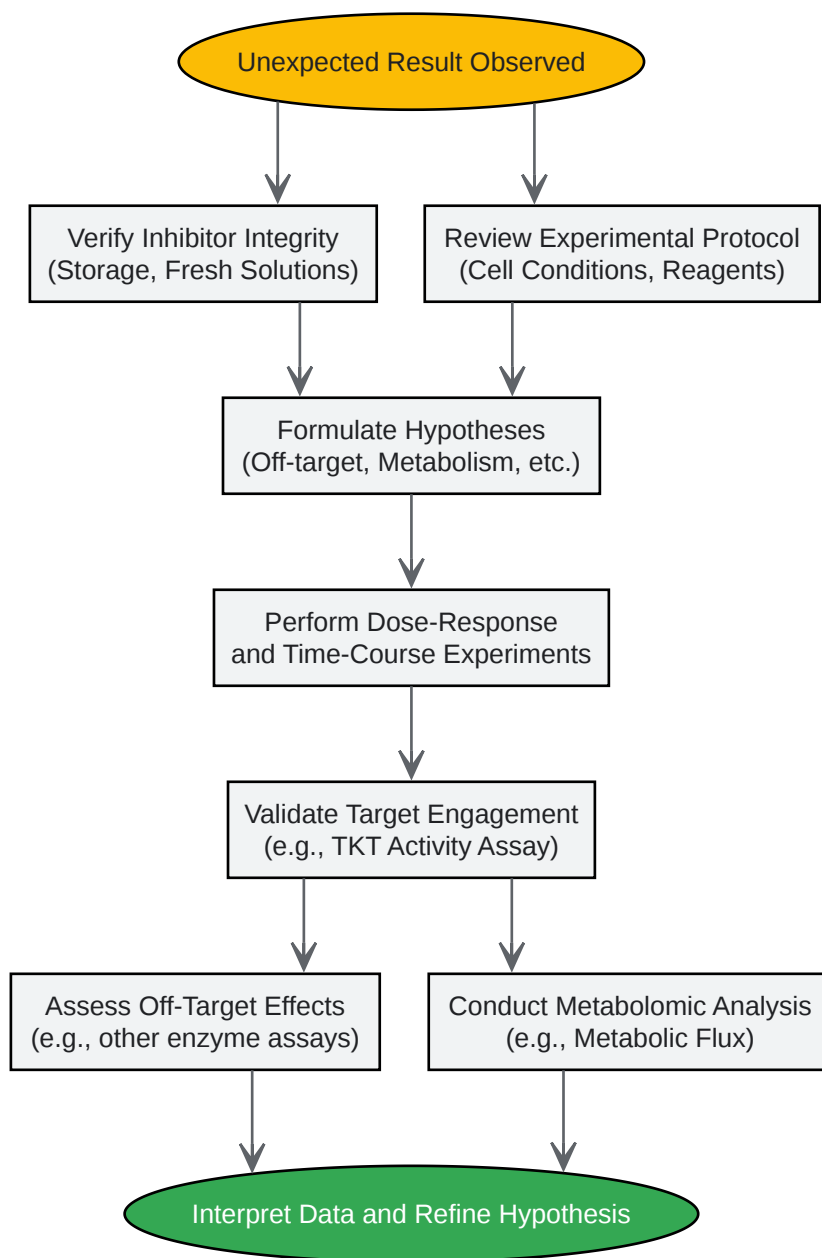 Unexpected Result Observed
Verify Inhibitor Integrity
(Storage, Fresh Solutions)
Review Experimental Protocol
(Cell Conditions, Reagents)
Formulate Hypotheses
(Off-target, Metabolism, etc.)
Perform Dose-Response
and Time-Course Experiments
Validate Target Engagement
(e.g., TKT Activity Assay)
Assess Off-Target Effects
(e.g., other enzyme assays)
Conduct Metabolomic Analysis
(e.g., Metabolic Flux)
Interpret Data and Refine Hypothesis